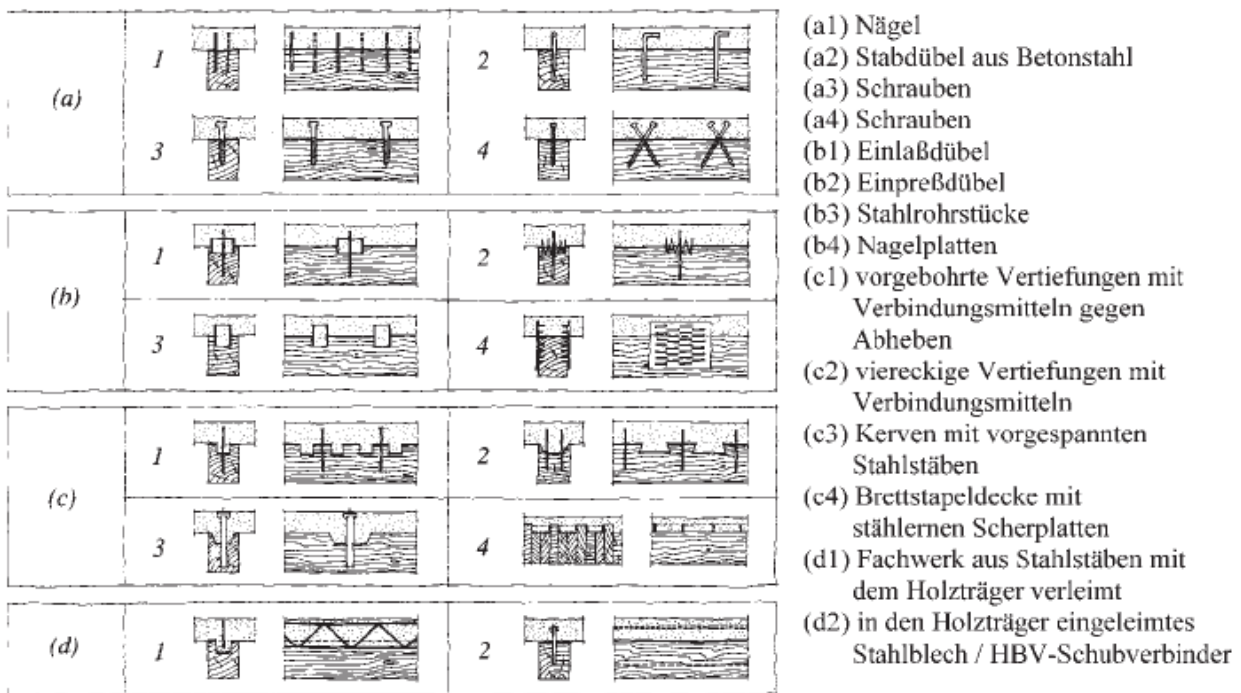 (a)
1
2
3
4
(b)
1
2
3
4
(c)
1
2
3
4
(d)
1
2
(a1) Nägel
(a2) Stabdübel aus Betonstahl
(a3) Schrauben
(a4) Schrauben
(b1) Einlaßdübel
(b2) Einpreßdübel
(b3) Stahlrohrstücke
(b4) Nagelplatten
(c1) vorgebohrte Vertiefungen mit
Verbindungsmitteln gegen
Abheben
(c2) viereckige Vertiefungen mit
Verbindungsmitteln
(c3) Kerven mit vorgespannten
Stahlstäben
(c4) Brettstapeldecke mit
stählernen Scherplatten
(d1) Fachwerk aus Stahlstäben mit
dem Holzträger verleimt
(d2) in den Holzträger eingeleimtes
Stahlblech / HBV-Schubverbinder